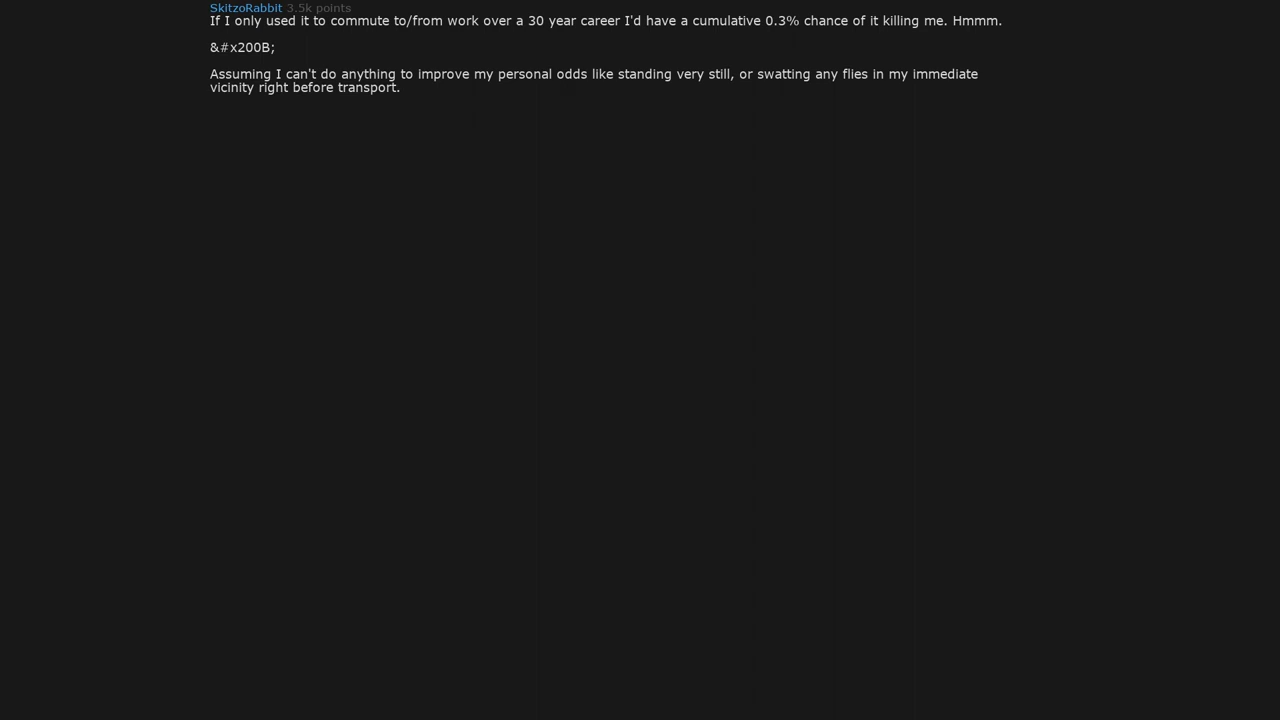 SkitzoRabbit 3.5k points
If I only used it to commute to/from work over a 30 year career I'd have a cumulative 0.3% chance of it killing me. Hmmm.
&#x200B;
Assuming I can't do anything to improve my personal odds like standing very still, or swatting any flies in my immediate
vicinity right before transport.